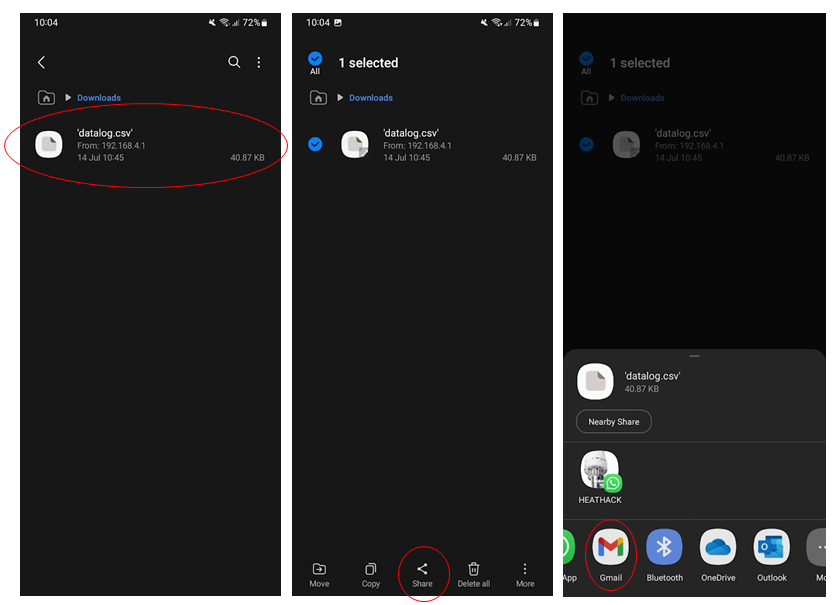 10:04 72%
Downloads
'datalog.csv'
From: 192.168.4.1
14 Jul 10:45 40.87 KB
10:04 72%
All 1 selected
Downloads
'datalog.csv'
From: 192.168.4.1
14 Jul 10:45 40.87 KB
Move Copy Share Delete all More
All 1 selected
Downloads
'datalog.csv'
From: 192.168.4.1
14 Jul 10:45 40.87 KB
'datalog.csv'
40.87 KB
Nearby Share
HEATHACK
App Gmail Bluetooth OneDrive Outlook Mo